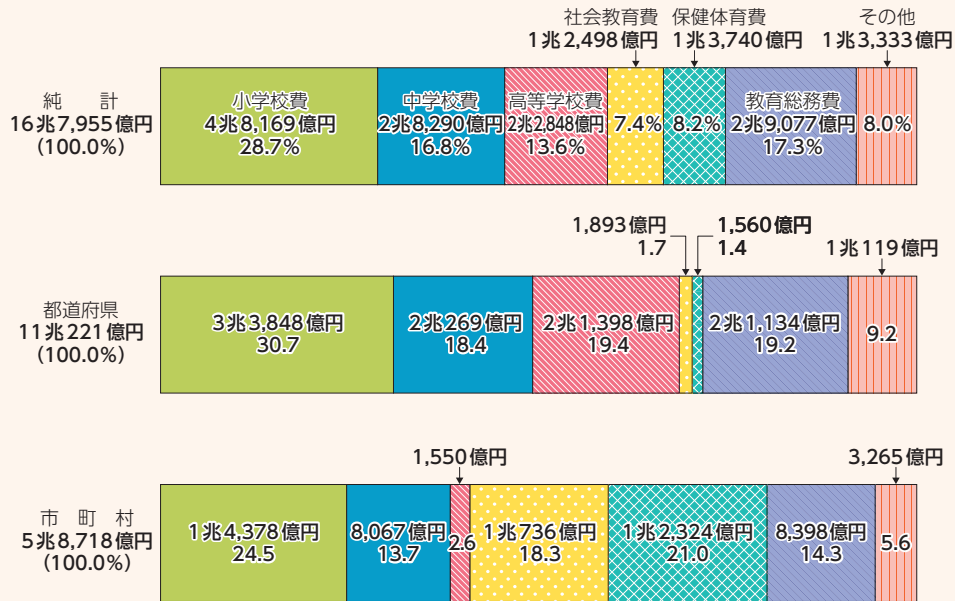 社会教育費
1兆2,498億円
保健体育費
1兆3,740億円
その他
1兆3,333億円
純　計
16兆7,955億円
(100.0%)
小学校費
4兆8,169億円
28.7%
中学校費
2兆8,290億円
16.8%
高等学校費
2兆2,848億円
13.6%
7.4%
8.2%
教育総務費
2兆9,077億円
17.3%
8.0%
1,893億円
1.7
1,560億円
1.4
1兆119億円
都道府県
11兆221億円
(100.0%)
3兆3,848億円
30.7
2兆269億円
18.4
2兆1,398億円
19.4
2兆1,134億円
19.2
9.2
1,550億円
3,265億円
市　町　村
5兆8,718億円
(100.0%)
1兆4,378億円
24.5
8,067億円
13.7
2.6
1兆736億円
18.3
1兆2,324億円
21.0
8,398億円
14.3
5.6